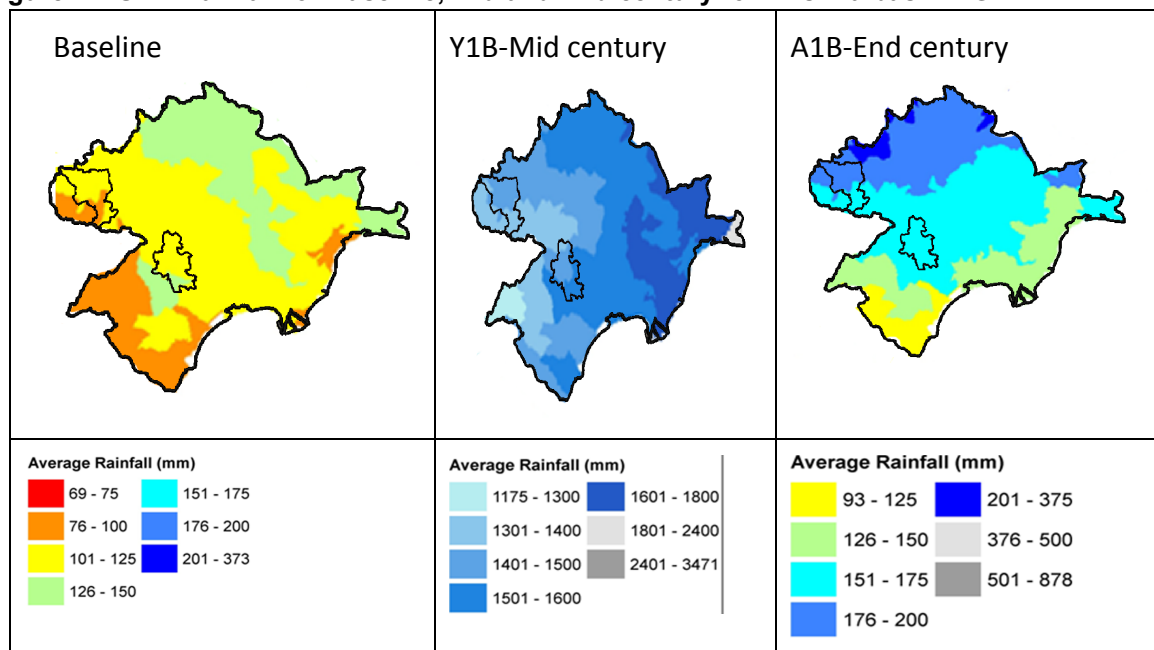 Baseline
Y1B-Mid century
A1B-End century
Average Rainfall (mm)
69 - 75
151 - 175
76 - 100
176 - 200
101 - 125
201 - 373
126 - 150
Average Rainfall (mm)
1175 - 1300
1601 - 1800
1301 - 1400
1801 - 2400
1401 - 1500
2401 - 3471
1501 - 1600
Average Rainfall (mm)
93 - 125
201 - 375
126 - 150
376 - 500
151 - 175
501 - 878
176 - 200